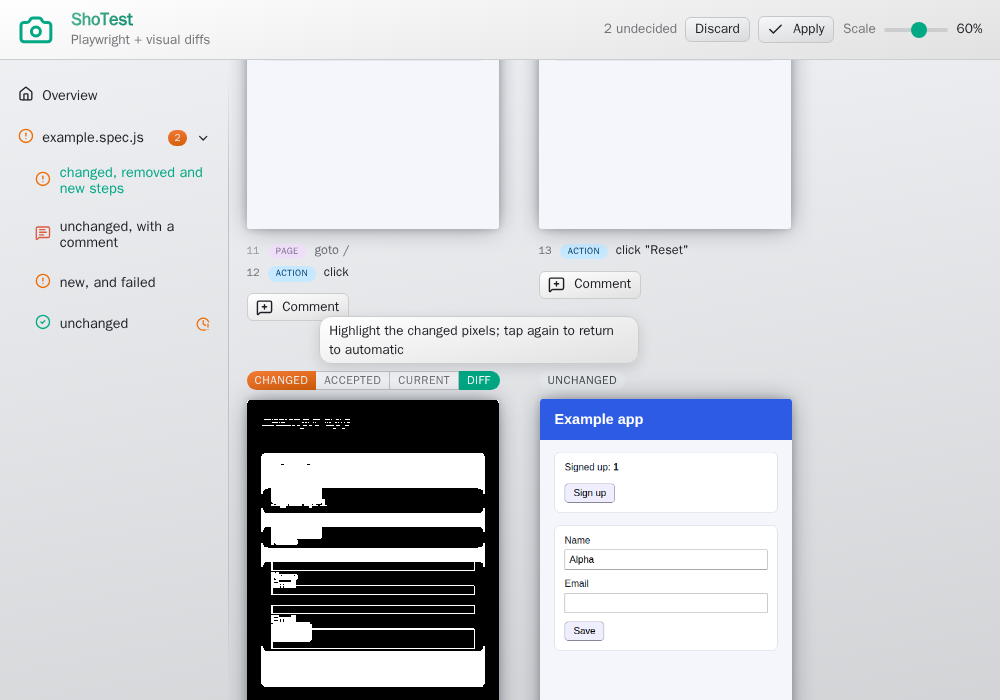 ShoTest
Playwright + visual diffs
2 undecided
Discard
Apply
Scale
60%
Overview
example.spec.js
2
changed, removed and
new steps
unchanged, with a
comment
new, and failed
unchanged
11 PAGE goto /
12 ACTION click
Comment
13 ACTION click "Reset"
Comment
Highlight the changed pixels; tap again to return
to automatic
CHANGED
ACCEPTED
CURRENT
DIFF
UNCHANGED
Example app
Signed up: 1
Sign up
Name
Alpha
Email
Save